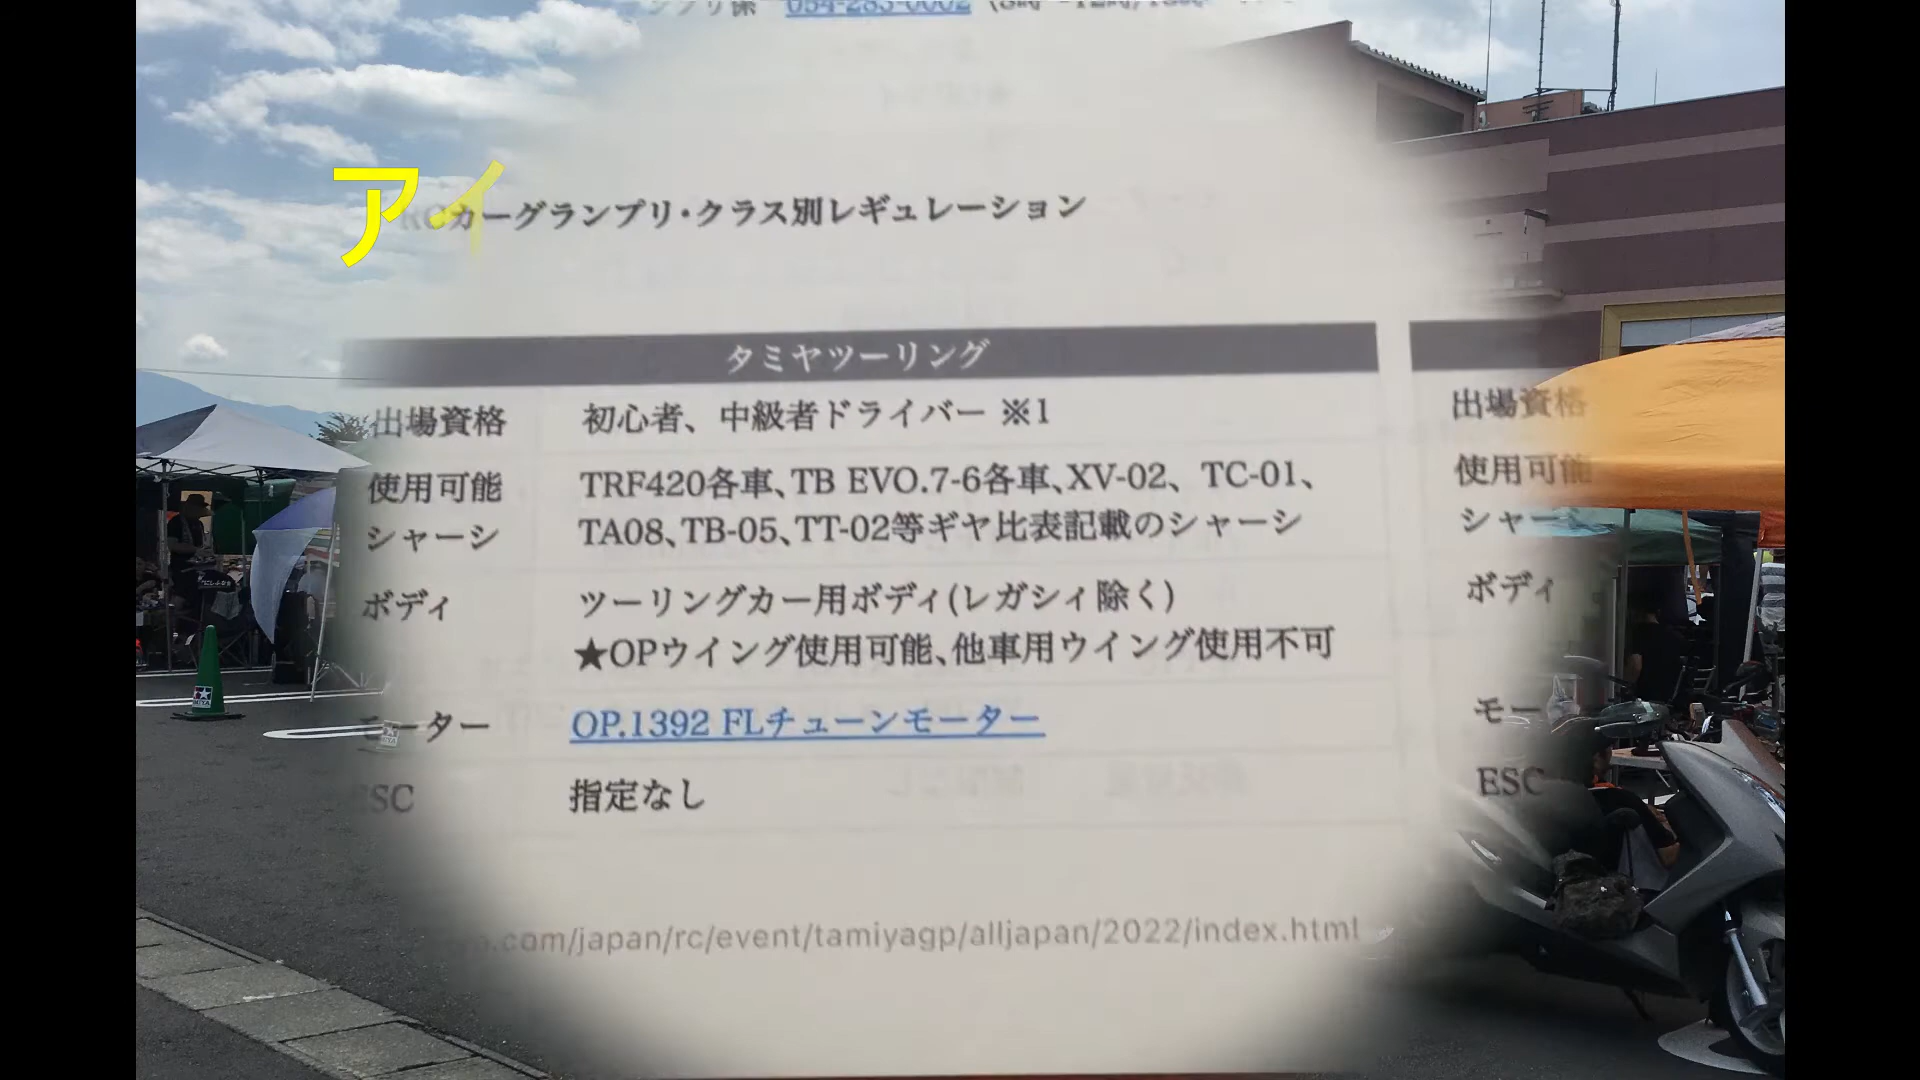 054-283-0002
アイ
RCカーグランプリ・クラス別レギュレーション
タミヤツーリング
出場資格 初心者、中級者ドライバー ※1
使用可能 TRF420各車、TB EVO.7-6各車、XV-02、TC-01、
シャーシ TA08、TB-05、TT-02等ギヤ比表記載のシャーシ
ボディ ツーリングカー用ボディ(レガシィ除く)
★OPウイング使用可能、他車用ウイング使用不可
モーター OP.1392 FLチューンモーター
ESC 指定なし
出場資格
使用可能
シャーシ
ボディ
モー
ESC
.com/japan/rc/event/tamiyagp/alljapan/2022/index.html
TAMIYA